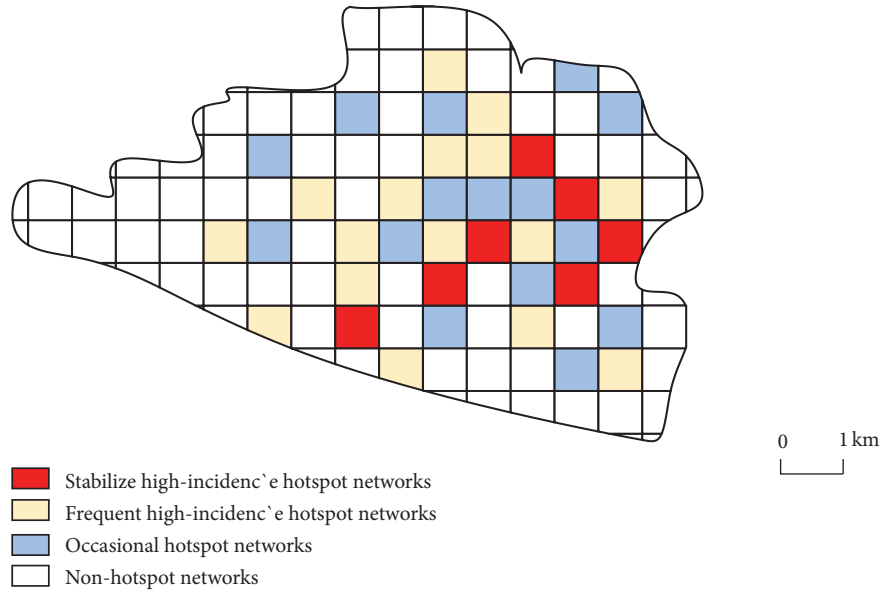 0 1 km
Stabilize high-incidenc`e hotspot networks
Frequent high-incidenc`e hotspot networks
Occasional hotspot networks
Non-hotspot networks